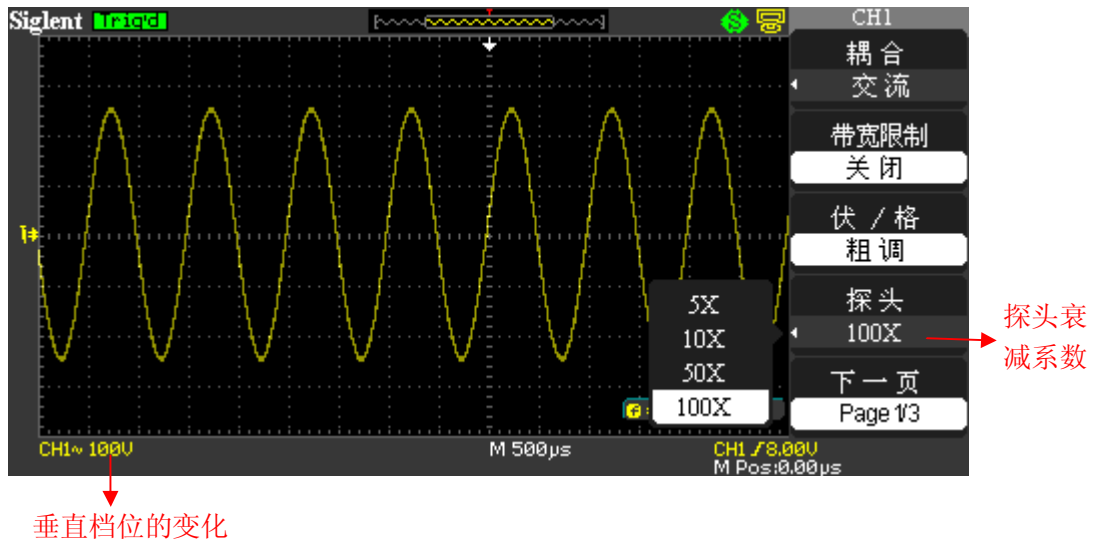 Siglent Trig'd
CH1
耦合
交流
带宽限制
关闭
伏/格
粗调
探头
100X
下一页
Page 1/3
5X
10X
50X
100X
CH1~ 100V
M 500µs
CH1 8.00V
M Pos:0.00µs
探头衰
减系数
垂直档位的变化